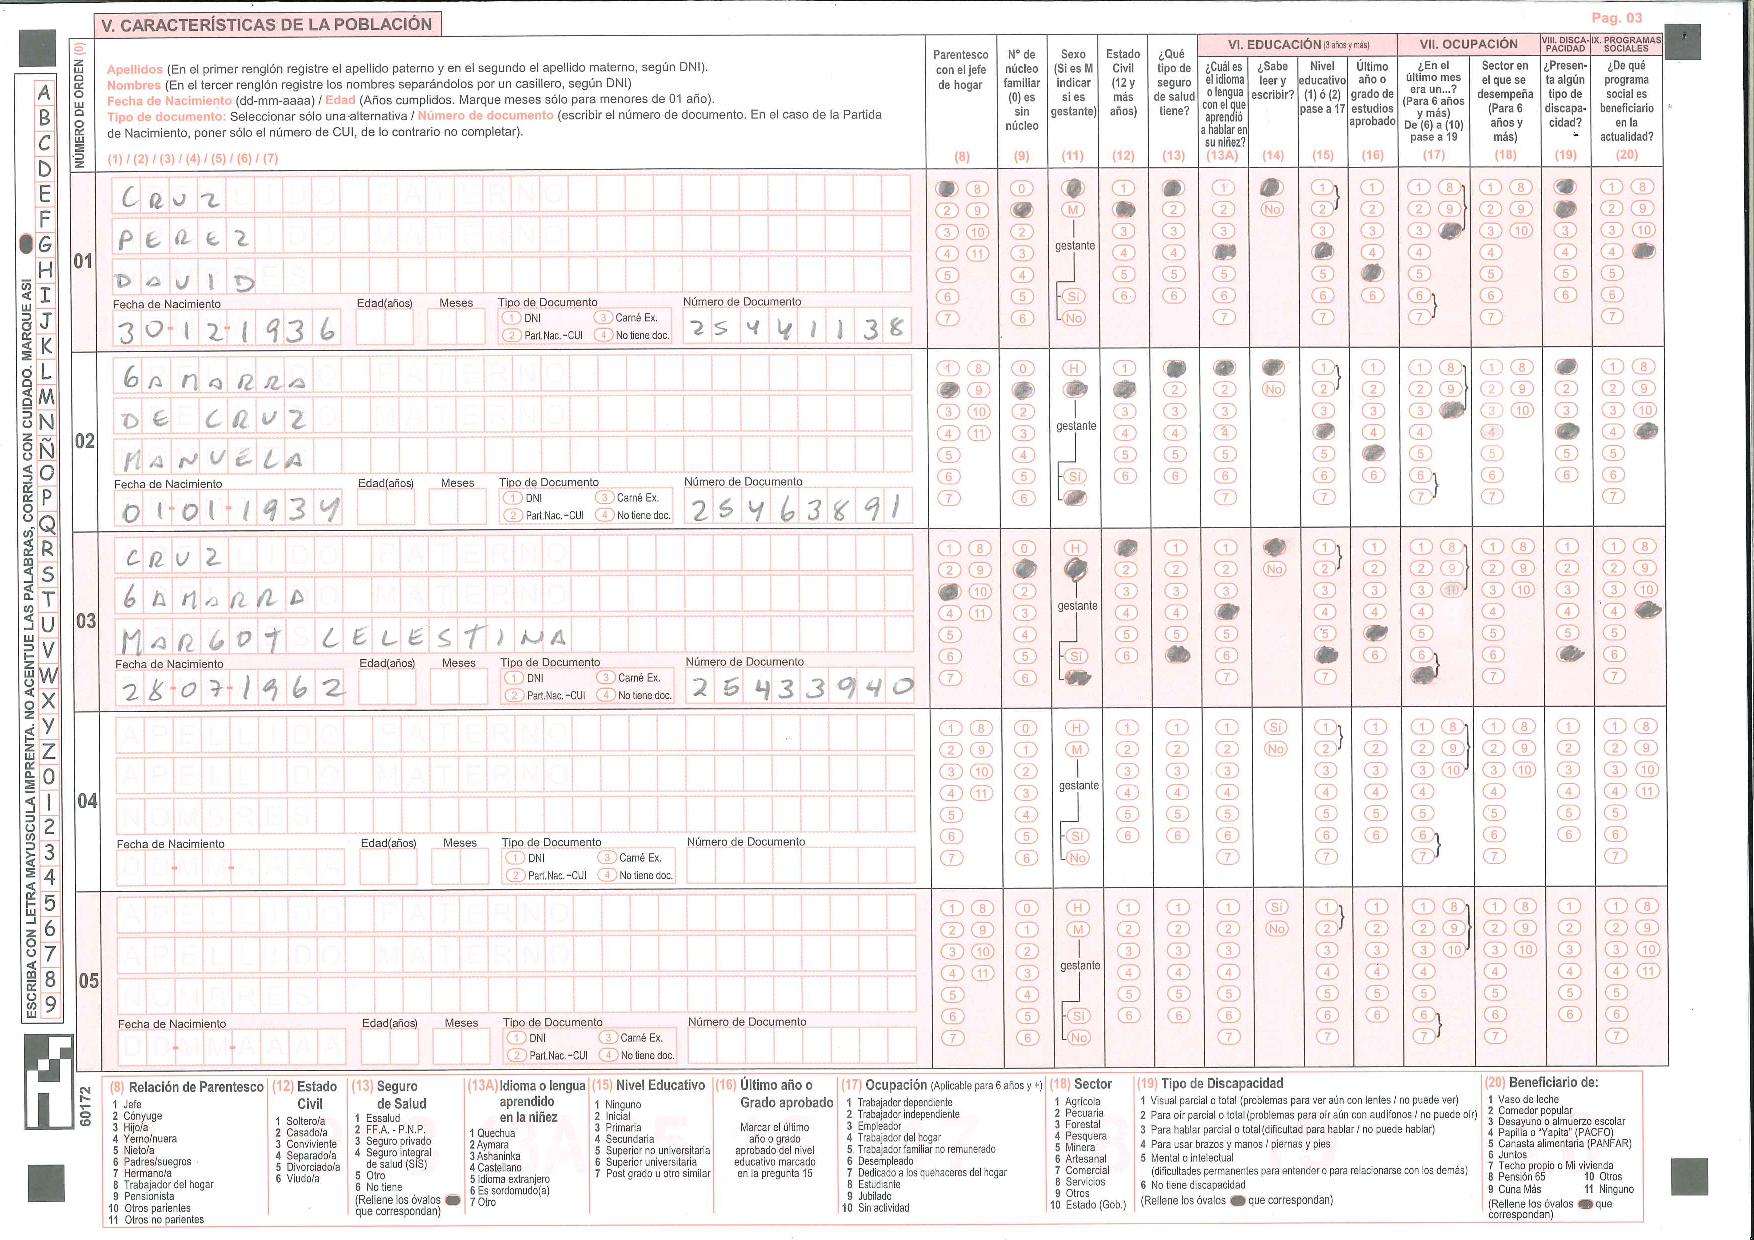 V. CARACTERÍSTICAS DE LA POBLACIÓN
Pag. 03
NÚMERO DE ORDEN (0)
Apellidos (En el primer renglón registre el apellido paterno y en el segundo el apellido materno, según DNI).
Nombres (En el tercer renglón registre los nombres separándolos por un casillero, según DNI)
Fecha de Nacimiento (dd-mm-aaaa) / Edad (Años cumplidos. Marque meses sólo para menores de 01 año).
Tipo de documento: Seleccionar sólo una alternativa / Número de documento (escribir el número de documento. En el caso de la Partida
de Nacimiento, poner sólo el número de CUI, de lo contrario no completar).
(1) / (2) / (3) / (4) / (5) / (6) / (7)
Parentesco con el jefe de hogar (8)
N° de núcleo familiar (0) es sin núcleo (9)
Sexo (Si es M indicar si es gestante) (11)
Estado Civil (12 y más años) (12)
¿Qué tipo de seguro de salud tiene? (13)
VI. EDUCACIÓN (3 años y más)
¿Cuál es el idioma o lengua con el que aprendió a hablar en su niñez? (13A)
¿Sabe leer y escribir? (14)
Nivel educativo (1) ó (2) pase a 17 (15)
Último año o grado de estudios aprobado (16)
VII. OCUPACIÓN
¿En el último mes era un...? (Para 6 años y más) De (6) a (10) pase a 19 (17)
Sector en el que se desempeña (Para 6 años y más) (18)
VIII. DISCAPACIDAD
¿Presenta algún tipo de discapacidad? (19)
IX. PROGRAMAS SOCIALES
¿De qué programa social es beneficiario en la actualidad? (20)
01
CRUZ
PEREZ
DAVID
Fecha de Nacimiento Edad(años) Meses Tipo de Documento Número de Documento
30-12-1936 1 DNI 3 Carné Ex. 2 Part.Nac.-CUI 4 No tiene doc. 25441138
gestante Sí No
02
GAMARRA
DE CRUZ
MANUELA
Fecha de Nacimiento Edad(años) Meses Tipo de Documento Número de Documento
01-01-1934 1 DNI 3 Carné Ex. 2 Part.Nac.-CUI 4 No tiene doc. 25463891
gestante Sí
03
CRUZ
GAMARRA
MARGOT CELESTINA
Fecha de Nacimiento Edad(años) Meses Tipo de Documento Número de Documento
28-07-1962 1 DNI 3 Carné Ex. 2 Part.Nac.-CUI 4 No tiene doc. 25433940
gestante Sí
04
APELLIDO PATERNO
APELLIDO MATERNO
NOMBRES
Fecha de Nacimiento Edad(años) Meses Tipo de Documento Número de Documento
DD-MM-AAAA 1 DNI 3 Carné Ex. 2 Part.Nac.-CUI 4 No tiene doc.
gestante Sí No
05
APELLIDO PATERNO
APELLIDO MATERNO
NOMBRES
Fecha de Nacimiento Edad(años) Meses Tipo de Documento Número de Documento
DD-MM-AAAA 1 DNI 3 Carné Ex. 2 Part.Nac.-CUI 4 No tiene doc.
gestante Sí No
ESCRIBA CON LETRA MAYUSCULA IMPRENTA. NO ACENTUE LAS PALABRAS, CORRIJA CON CUIDADO. MARQUE ASI
A B C D E F G H I J K L M N Ñ O P Q R S T U V W X Y Z 0 1 2 3 4 5 6 7 8 9
60172
(8) Relación de Parentesco
1 Jefe
2 Cónyuge
3 Hijo/a
4 Yerno/nuera
5 Nieto/a
6 Padres/suegros
7 Hermano/a
8 Trabajador del hogar
9 Pensionista
10 Otros parientes
11 Otros no parientes
(12) Estado Civil
1 Soltero/a
2 Casado/a
3 Conviviente
4 Separado/a
5 Divorciado/a
6 Viudo/a
(13) Seguro de Salud
1 Essalud
2 FF.A. - P.N.P.
3 Seguro privado
4 Seguro integral de salud (SIS)
5 Otro
6 No tiene
(Rellene los óvalos que correspondan)
(13A) Idioma o lengua aprendido en la niñez
1 Quechua
2 Aymara
3 Ashaninka
4 Castellano
5 Idioma extranjero
6 Es sordomudo(a)
7 Otro
(15) Nivel Educativo
1 Ninguno
2 Inicial
3 Primaria
4 Secundaria
5 Superior no universitaria
6 Superior universitaria
7 Post grado u otro similar
(16) Último año o Grado aprobado
Marcar el último año o grado aprobado del nivel educativo marcado en la pregunta 15
(17) Ocupación (Aplicable para 6 años y +)
1 Trabajador dependiente
2 Trabajador independiente
3 Empleador
4 Trabajador del hogar
5 Trabajador familiar no remunerado
6 Desempleado
7 Dedicado a los quehaceres del hogar
8 Estudiante
9 Jubilado
10 Sin actividad
(18) Sector
1 Agrícola
2 Pecuaria
3 Forestal
4 Pesquera
5 Minera
6 Artesanal
7 Comercial
8 Servicios
9 Otros
10 Estado (Gob.)
(19) Tipo de Discapacidad
1 Visual parcial o total (problemas para ver aún con lentes / no puede ver)
2 Para oír parcial o total (problemas para oír aún con audífonos / no puede oír)
3 Para hablar parcial o total (dificultad para hablar / no puede hablar)
4 Para usar brazos y manos / piernas y pies
5 Mental o intelectual
(dificultades permanentes para entender o para relacionarse con los demás)
6 No tiene discapacidad
(Rellene los óvalos que correspondan)
(20) Beneficiario de:
1 Vaso de leche
2 Comedor popular
3 Desayuno o almuerzo escolar
4 Papilla o "Yapita" (PACFO)
5 Canasta alimentaria (PANFAR)
6 Juntos
7 Techo propio o Mi vivienda
8 Pensión 65 10 Otros
9 Cuna Más 11 Ninguno
(Rellene los óvalos que correspondan)